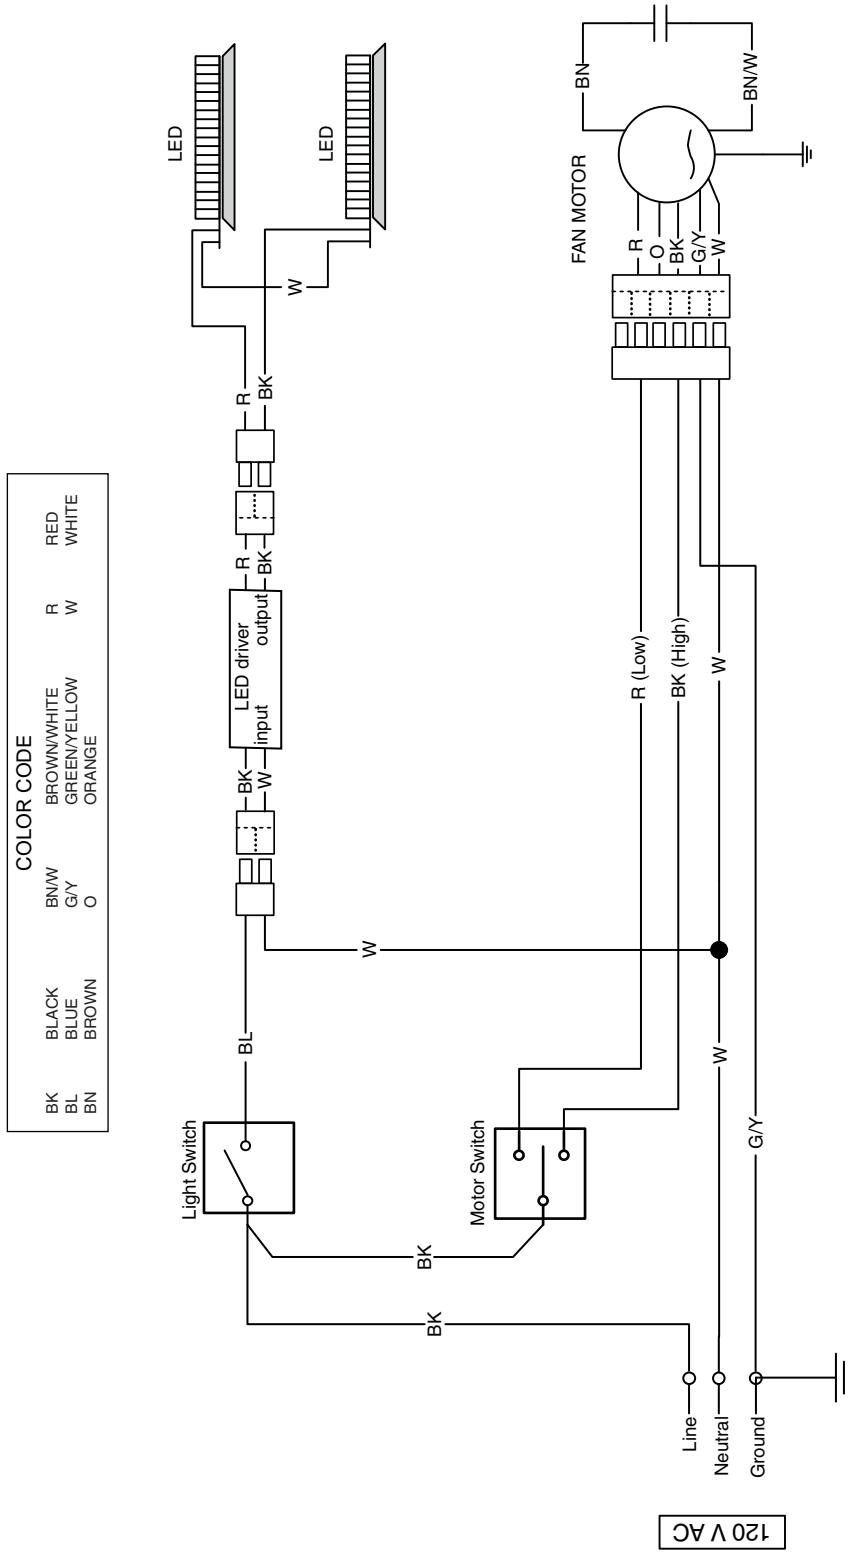 COLOR CODE
BK BLACK BN/W BROWN/WHITE R RED
BL BLUE G/Y GREEN/YELLOW W WHITE
BN BROWN O ORANGE
LED
LED
R
BK
W
R
BK
LED driver
input output
BK
W
BL
W
Light Switch
BK
BK
Motor Switch
FAN MOTOR
BN
BN/W
R
O
BK
G/Y
W
R (Low)
BK (High)
W
W
G/Y
Line
Neutral
Ground
120 V AC